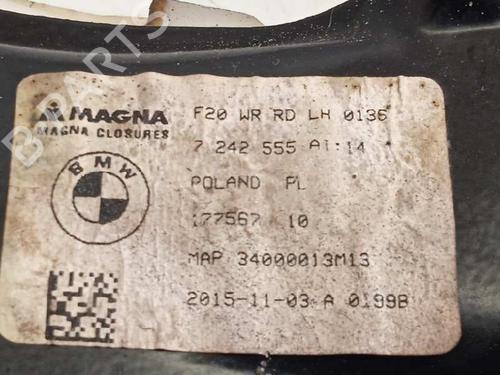 B-PARTS
MAGNA
MAGNA CLOSURES
F20 WR RD LH 0136
7 242 555 AI:14
BMW
POLAND PL
177567 10
MAP 34000013M13
2015-11-03 A 0199B